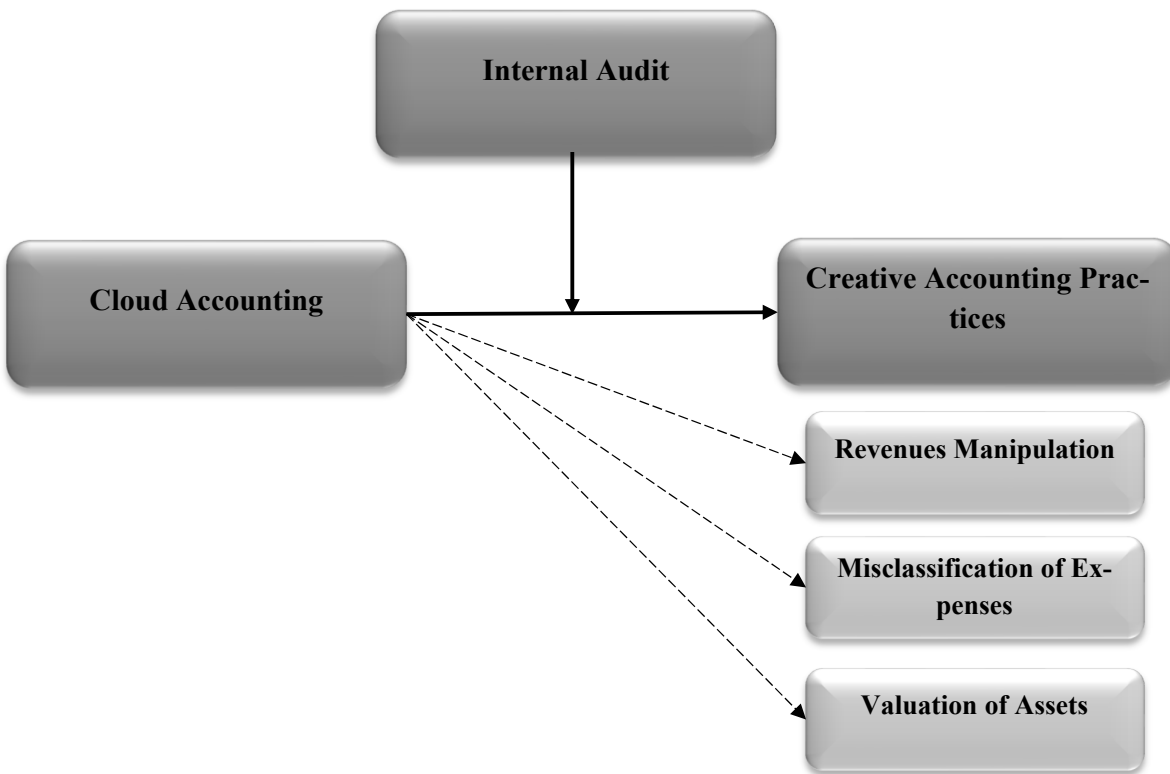 Internal Audit
Cloud Accounting
Creative Accounting Prac-
tices
Revenues Manipulation
Misclassification of Ex-
penses
Valuation of Assets